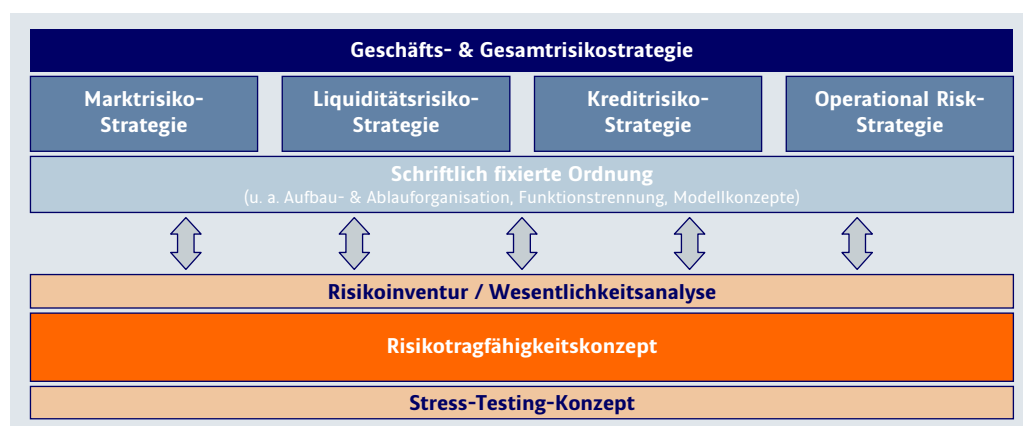 Geschäfts- & Gesamtrisikostrategie
Marktrisiko-
Strategie
Liquiditätsrisiko-
Strategie
Kreditrisiko-
Strategie
Operational Risk-
Strategie
Schriftlich fixierte Ordnung
(u. a. Aufbau- & Ablauforganisation, Funktionstrennung, Modellkonzepte)
Risikoinventur / Wesentlichkeitsanalyse
Risikotragfähigkeitskonzept
Stress-Testing-Konzept